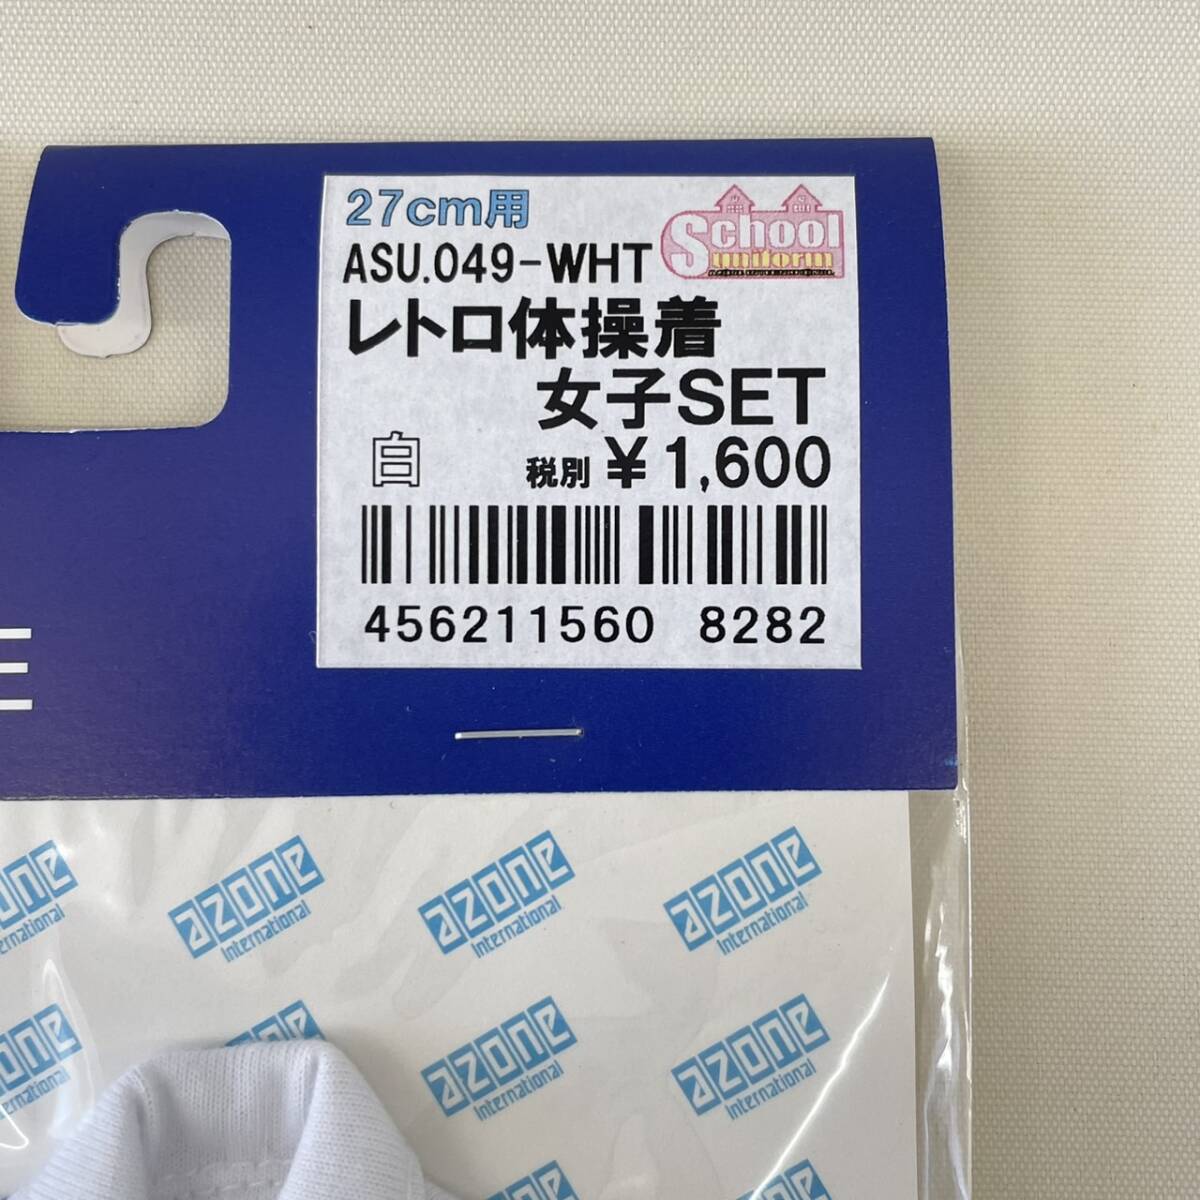 27cm用
ASU.049-WHT
School
uniform
レトロ体操着
女子SET
白 税別 ¥1,600
456211560 8282
azone
International
azone
International
azone
International
azone
International
azone
International
azone
International